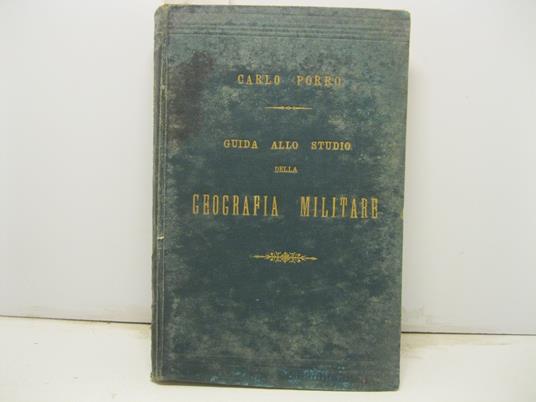 CARLO PORRO
GUIDA ALLO STUDIO
DELLA
GEOGRAFIA MILITARE